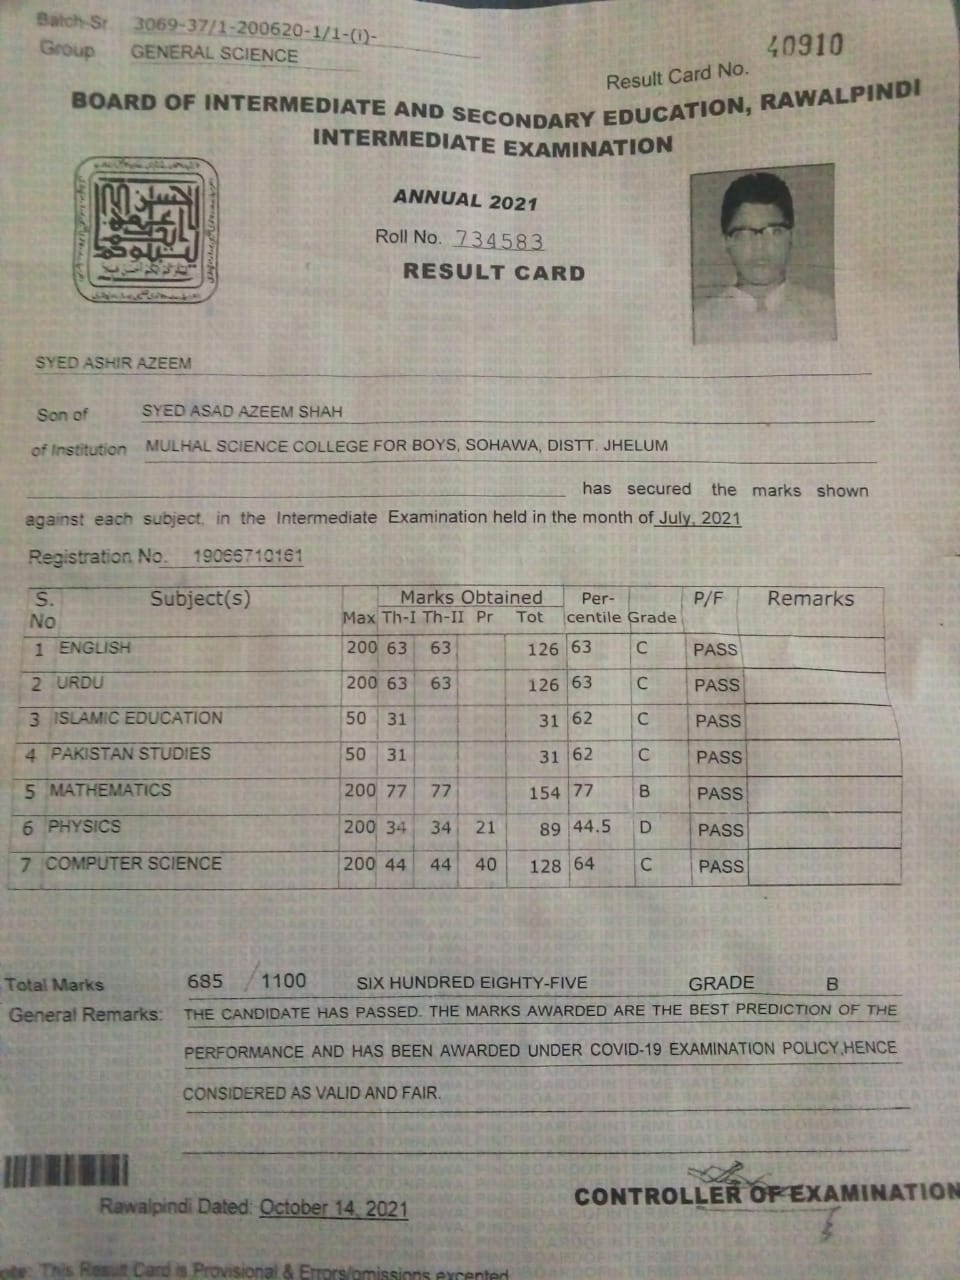 Batch-Sr 3069-37/1-200620-1/1-(i)-
Group GENERAL SCIENCE
Result Card No. 40910
BOARD OF INTERMEDIATE AND SECONDARY EDUCATION, RAWALPINDI
INTERMEDIATE EXAMINATION
ANNUAL 2021
Roll No. 734583
RESULT CARD
SYED ASHIR AZEEM
Son of SYED ASAD AZEEM SHAH
of Institution MULHAL SCIENCE COLLEGE FOR BOYS, SOHAWA, DISTT. JHELUM
has secured the marks shown
against each subject, in the Intermediate Examination held in the month of July, 2021
Registration No. 19066710161
S. No Subject(s) Max Marks Obtained Th-I Th-II Pr Tot Per-centile Grade P/F Remarks
1 ENGLISH 200 63 63 126 63 C PASS
2 URDU 200 63 63 126 63 C PASS
3 ISLAMIC EDUCATION 50 31 31 62 C PASS
4 PAKISTAN STUDIES 50 31 31 62 C PASS
5 MATHEMATICS 200 77 77 154 77 B PASS
6 PHYSICS 200 34 34 21 89 44.5 D PASS
7 COMPUTER SCIENCE 200 44 44 40 128 64 C PASS
Total Marks 685 / 1100 SIX HUNDRED EIGHTY-FIVE GRADE B
General Remarks: THE CANDIDATE HAS PASSED. THE MARKS AWARDED ARE THE BEST PREDICTION OF THE
PERFORMANCE AND HAS BEEN AWARDED UNDER COVID-19 EXAMINATION POLICY,HENCE
CONSIDERED AS VALID AND FAIR.
CONTROLLER OF EXAMINATION
Rawalpindi Dated: October 14, 2021
ote: This Result Card is Provisional & Errors/omissions excepted